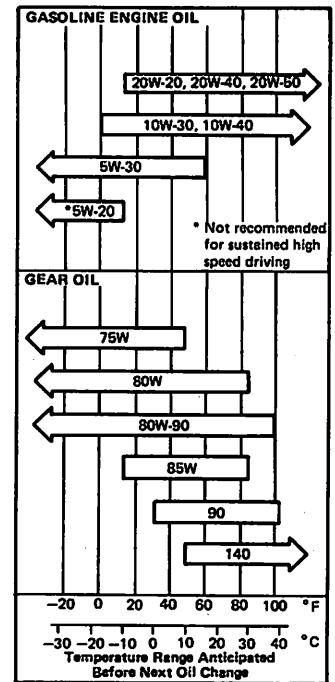 GASOLINE ENGINE OIL
20W-20, 20W-40, 20W-50
10W-30, 10W-40
5W-30
*5W-20
* Not recommended
for sustained high
speed driving
GEAR OIL
75W
80W
80W-90
85W
90
140
-20 0 20 40 60 80 100 °F
-30 -20 -10 0 10 20 30 40 °C
Temperature Range Anticipated
Before Next Oil Change